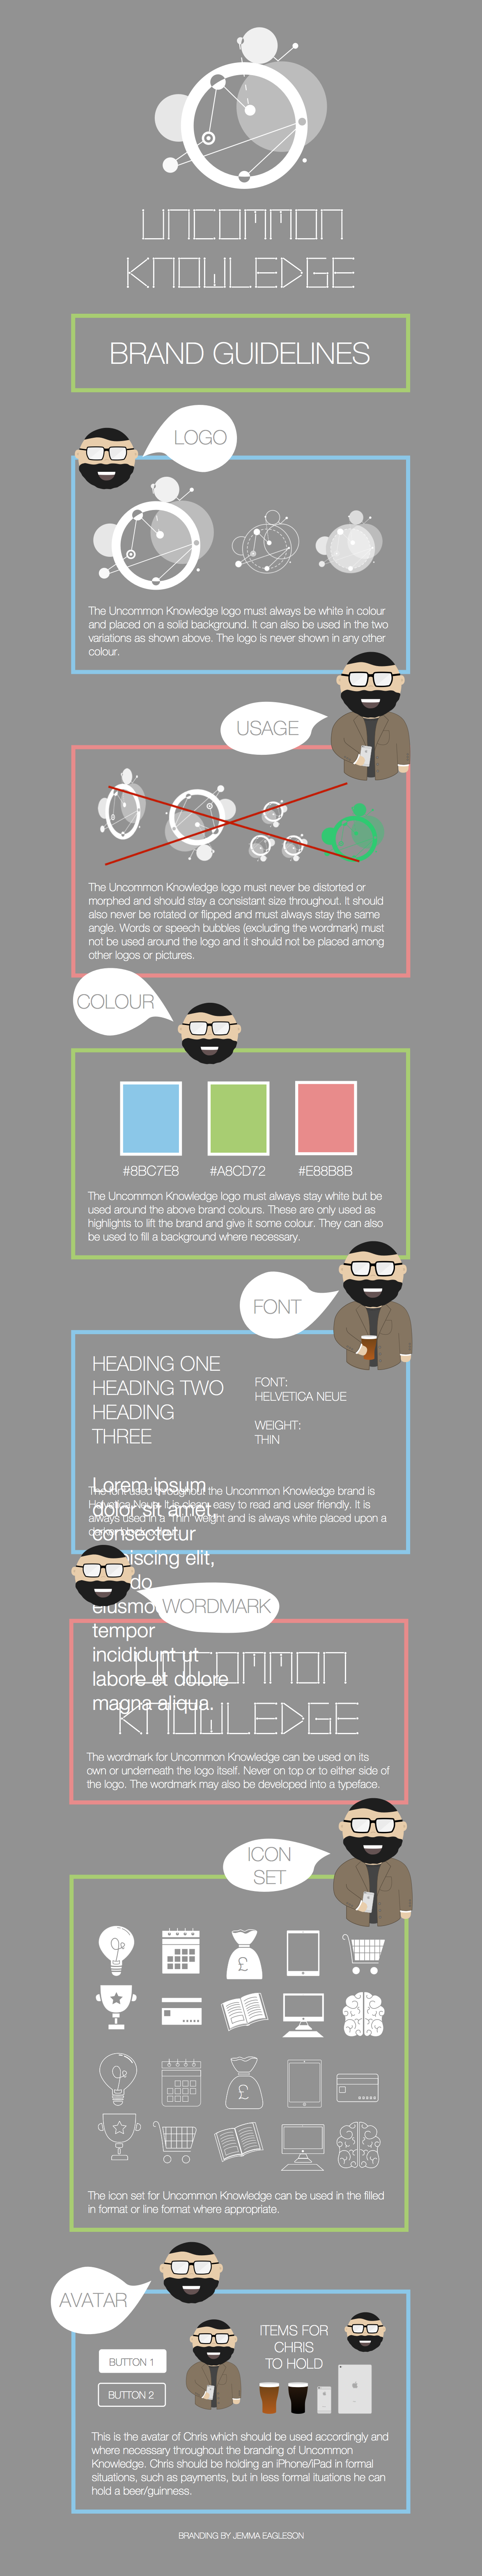 UNCOMMON
KNOWLEDGE
BRAND GUIDELINES
LOGO
The Uncommon Knowledge logo must always be white in colour
and placed on a solid background. It can also be used in the two
variations as shown above. The logo is never shown in any other
colour.
USAGE
The Uncommon Knowledge logo must never be distorted or
morphed and should stay a consistant size throughout. It should
also never be rotated or flipped and must always stay the same
angle. Words or speech bubbles (excluding the wordmark) must
not be used around the logo and it should not be placed among
other logos or pictures.
COLOUR
#8BC7E8 #A8CD72 #E88B8B
The Uncommon Knowledge logo must always stay white but be
used around the above brand colours. These are only used as
highlights to lift the brand and give it some colour. They can also
be used to fill a background where necessary.
FONT
HEADING ONE
HEADING TWO
HEADING
THREE
FONT:
HELVETICA NEUE
WEIGHT:
THIN
The font used throughout the Uncommon Knowledge brand is
Helvetica Neue. It is clean, easy to read and user friendly. It is
always used in a 'Thin' weight and is always white placed upon a
Lorem ipsum
dolor sit amet,
consectetur
elit,
do
tempor
incididunt ut
labore et dolore
magna aliqua.
WORDMARK
UNCOMMON
KNOWLEDGE
The wordmark for Uncommon Knowledge can be used on its
own or underneath the logo itself. Never on top or to either side of
the logo. The wordmark may also be developed into a typeface.
ICON
SET
£
£
The icon set for Uncommon Knowledge can be used in the filled
in format or line format where appropriate.
AVATAR
BUTTON 1
BUTTON 2
ITEMS FOR
CHRIS
TO HOLD
This is the avatar of Chris which should be used accordingly and
where necessary throughout the branding of Uncommon
Knowledge. Chris should be holding an iPhone/iPad in formal
situations, such as payments, but in less formal ituations he can
hold a beer/guinness.
BRANDING BY JEMMA EAGLESON